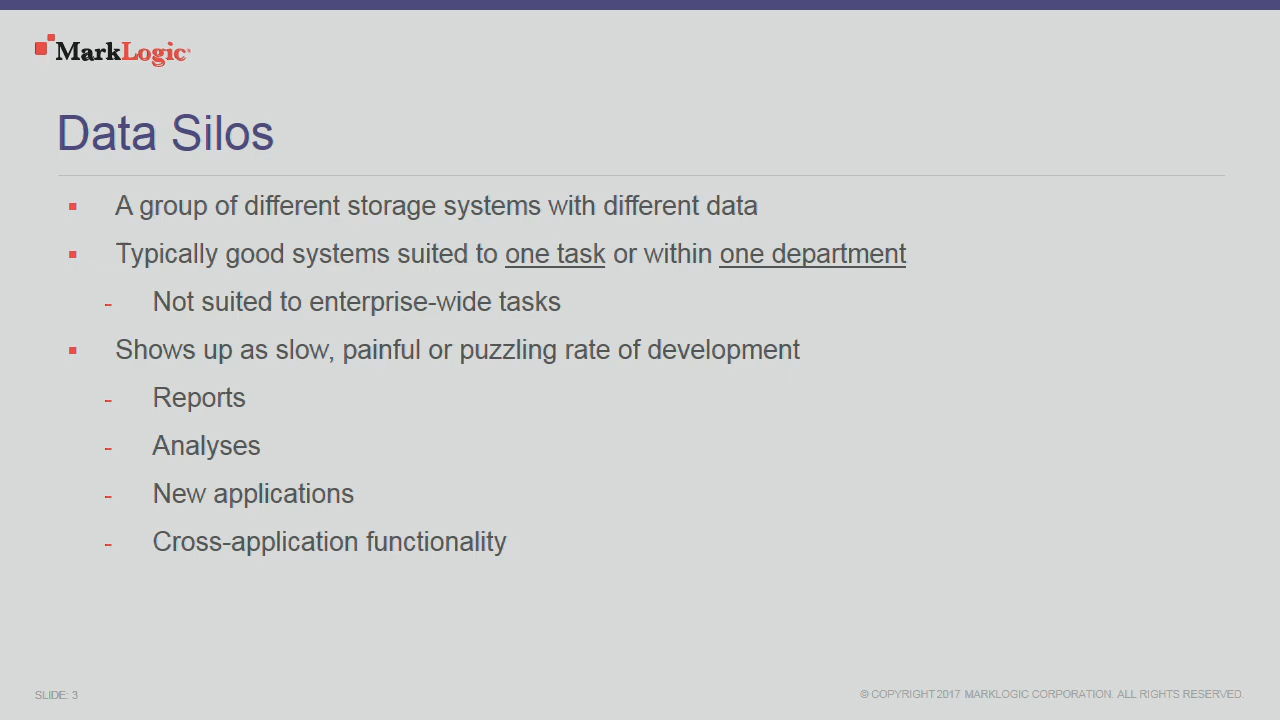 MarkLogic
Data Silos
▪ A group of different storage systems with different data
▪ Typically good systems suited to one task or within one department
- Not suited to enterprise-wide tasks
▪ Shows up as slow, painful or puzzling rate of development
- Reports
- Analyses
- New applications
- Cross-application functionality
SLIDE: 3
© COPYRIGHT 2017 MARKLOGIC CORPORATION. ALL RIGHTS RESERVED.